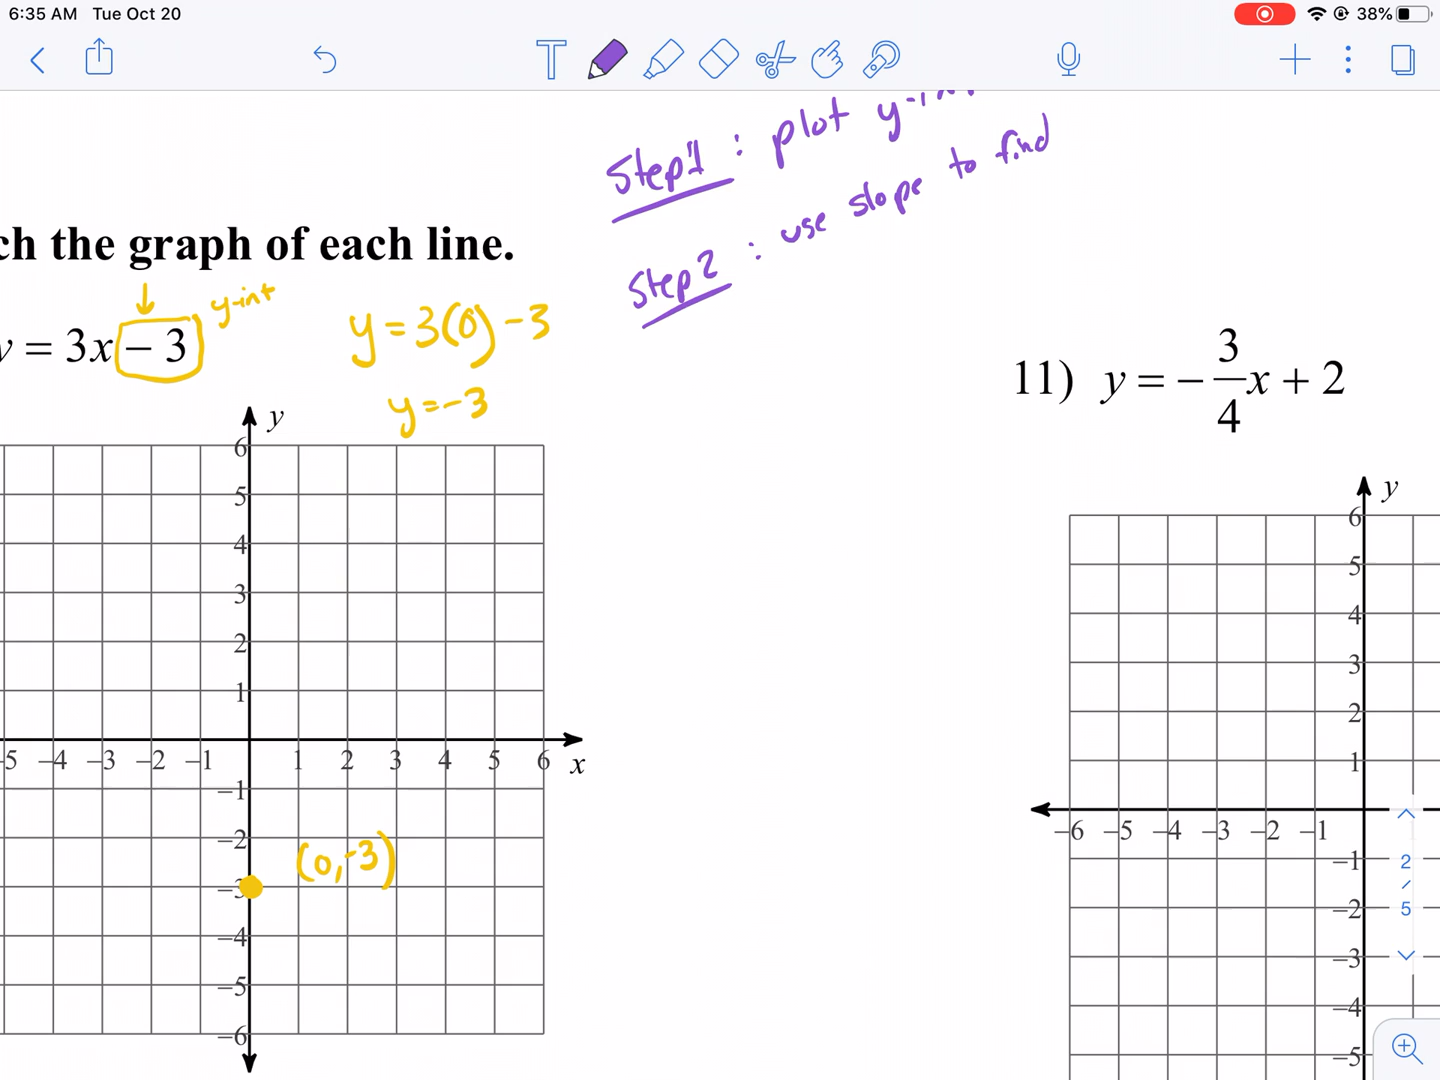 6:35 AM Tue Oct 20
38%
T
Step 1 : plot y-int
Step 2 : use slope to find
ch the graph of each line.
y-int
y = 3x - 3
y = 3(0) - 3
y = -3
11) y = -3/4 x + 2
y
6
5
4
3
2
1
-5 -4 -3 -2 -1 1 2 3 4 5 6 x
-1
-2
(0, -3)
-3
-4
-5
-6
y
6
5
4
3
2
1
-6 -5 -4 -3 -2 -1
-1
-2
-3
-4
-5
2
/
5